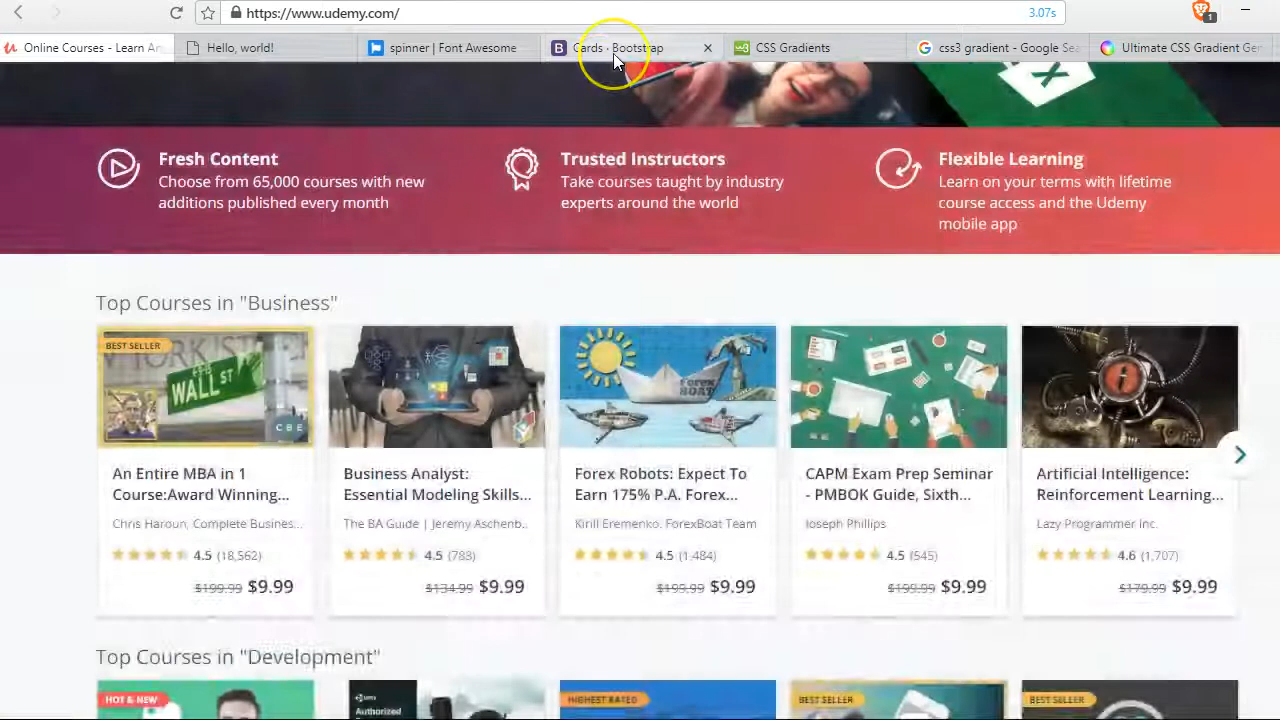 https://www.udemy.com/
3.07s
1
Online Courses - Learn An
Hello, world!
spinner | Font Awesome
Cards · Bootstrap
CSS Gradients
css3 gradient - Google Sea
Ultimate CSS Gradient Ger
Fresh Content
Choose from 65,000 courses with new
additions published every month
Trusted Instructors
Take courses taught by industry
experts around the world
Flexible Learning
Learn on your terms with lifetime
course access and the Udemy
mobile app
Top Courses in "Business"
BEST SELLER
WALL ST
CBE
FOREX
BOAT
An Entire MBA in 1
Course:Award Winning...
Chris Haroun, Complete Busines...
4.5 (18,562)
$199.99 $9.99
Business Analyst:
Essential Modeling Skills...
The BA Guide | Jeremy Aschenb...
4.5 (783)
$134.99 $9.99
Forex Robots: Expect To
Earn 175% P.A. Forex...
Kirill Eremenko, ForexBoat Team
4.5 (1,484)
$199.99 $9.99
CAPM Exam Prep Seminar
- PMBOK Guide, Sixth...
Joseph Phillips
4.5 (545)
$199.99 $9.99
Artificial Intelligence:
Reinforcement Learning...
Lazy Programmer Inc.
4.6 (1,707)
$179.99 $9.99
Top Courses in "Development"
HOT & NEW
Authorized
HIGHEST RATED
BEST SELLER
BEST SELLER